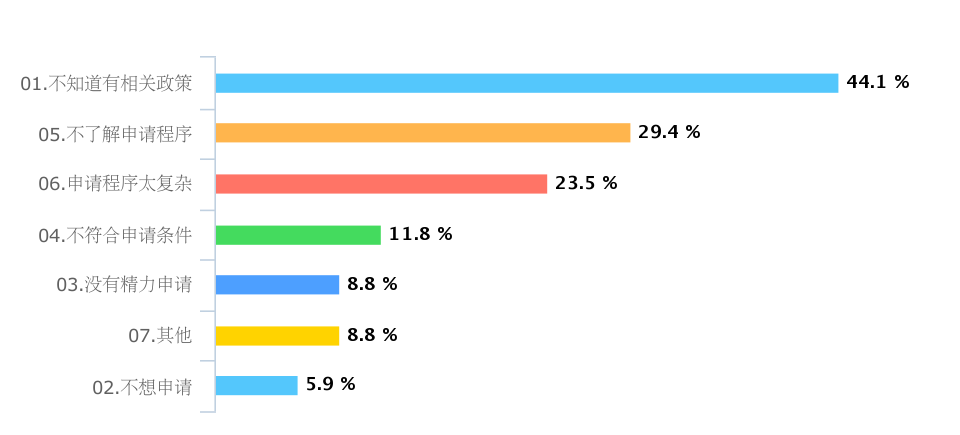 01.不知道有相关政策 44.1 %
05.不了解申请程序 29.4 %
06.申请程序太复杂 23.5 %
04.不符合申请条件 11.8 %
03.没有精力申请 8.8 %
07.其他 8.8 %
02.不想申请 5.9 %